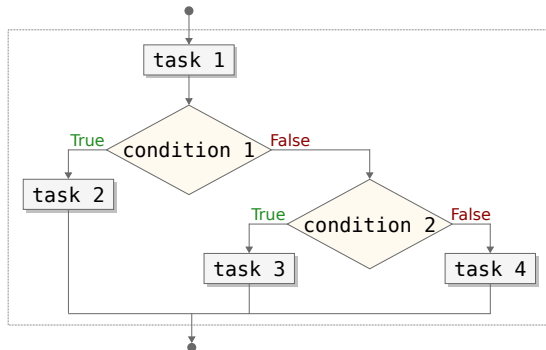 task 1
True
condition 1
False
task 2
True
condition 2
False
task 3
task 4